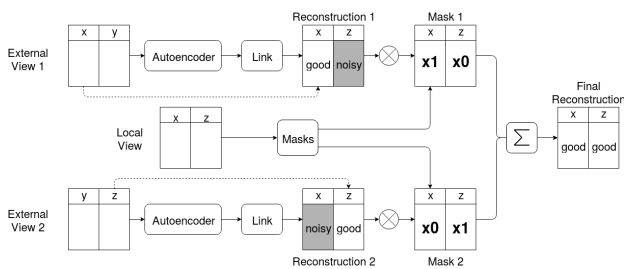 Reconstruction 1
Mask 1
x y
x z
x z
External
View 1
Autoencoder
Link
good noisy
x1 x0
Final
Reconstruction
x z
Local
View
x z
Masks
Σ
good good
y z
x z
x z
External
View 2
Autoencoder
Link
noisy good
x0 x1
Reconstruction 2
Mask 2